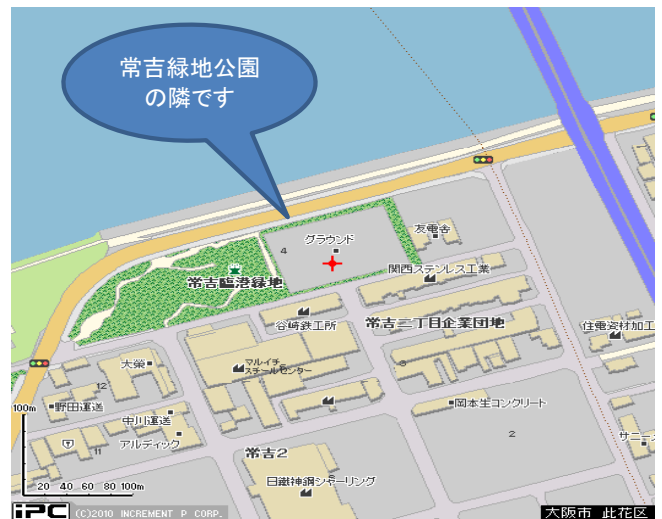 常吉緑地公園
の隣です
友電舎
グラウンド
4
関西ステンレス工業
常吉臨港緑地
谷崎鉄工所
常吉二丁目企業団地
住電資材加工
大榮
マルイチ
スチールセンター
12
100m
野田運送
岡本生コンクリート
中川運送
2
サニーメ
11
アルディック
常吉2
日鐵神鋼シャーリング
20 40 60 80 100m
iPC (C)2010 INCREMENT P CORP.
大阪市 此花区